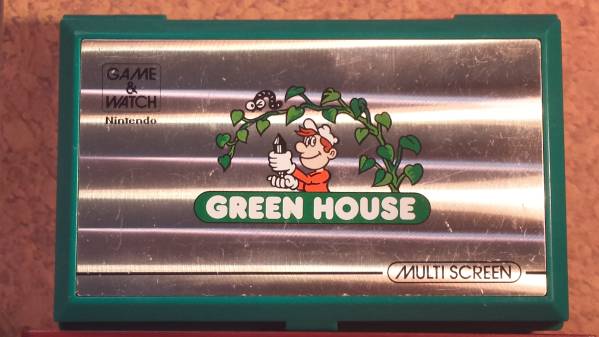 GAME
&
WATCH
Nintendo
GREEN HOUSE
MULTI SCREEN